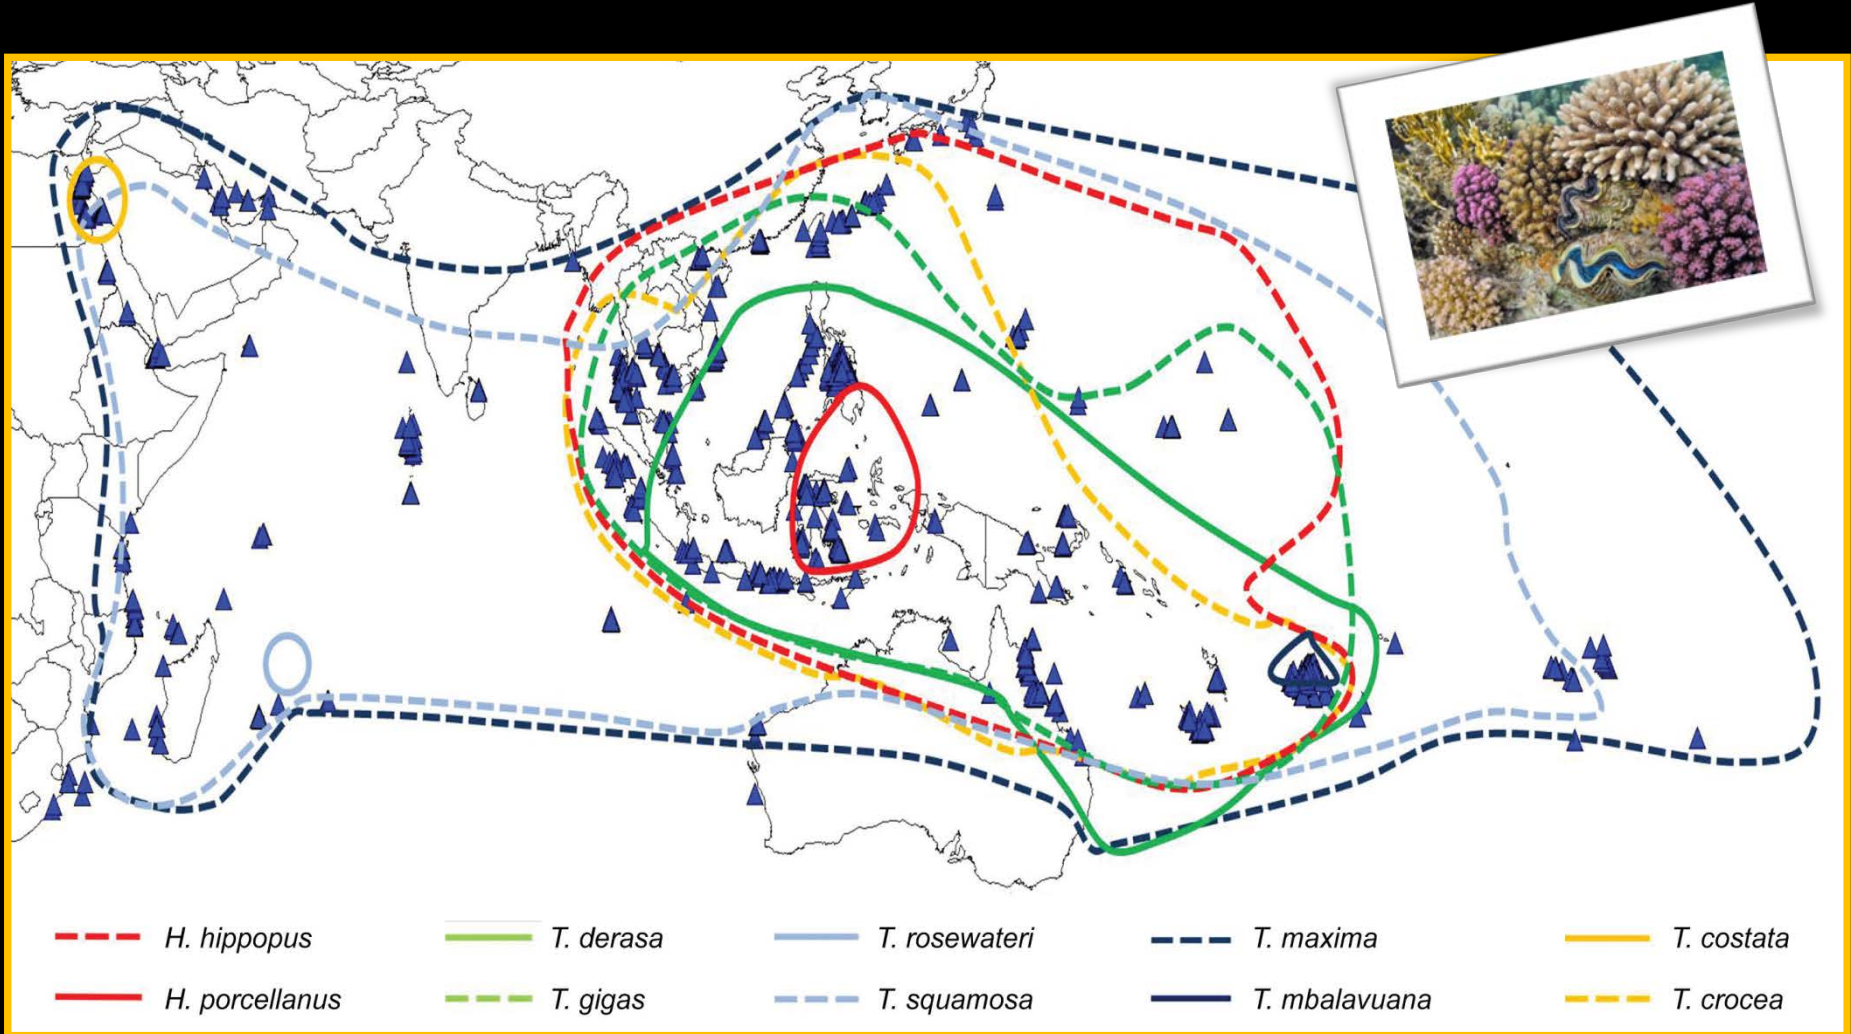 H. hippopus T. derasa T. rosewateri T. maxima T. costata
H. porcellanus T. gigas T. squamosa T. mbalavuana T. crocea